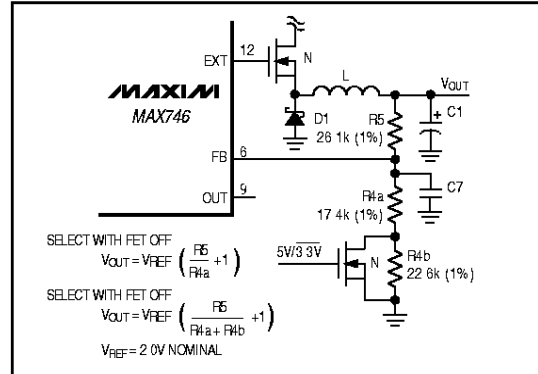 EXT
12
N
MAXIM
MAX746
L
VOUT
+
C1
D1
R5
26 1k (1%)
FB
6
OUT
9
R4a
17 4k (1%)
C7
SELECT WITH FET OFF
VOUT = VREF (R5/R4a +1)
5V/3 3V
N
R4b
22 6k (1%)
SELECT WITH FET OFF
VOUT = VREF (R5/R4a + R4b +1)
VREF = 2 0V NOMINAL